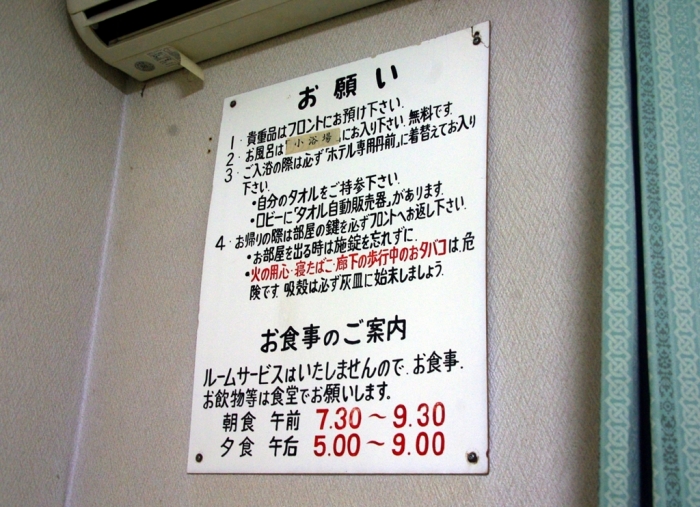 お願い
1. 貴重品はフロントにお預け下さい.
2. お風呂は「小浴場」にお入り下さい. 無料です.
3. ご入浴の際は必ず「ホテル専用丹前」に着替えてお入り
下さい.
・自分のタオルをご持参下さい.
・ロビーに「タオル自動販売器」があります.
4. お帰りの際は部屋の鍵を必ずフロントへお返し下さい.
・お部屋を出る時は施錠を忘れずに.
・火の用心・寝たばこ・廊下の歩行中のおタバコは,危
険です. 吸殻は必ず灰皿に始末しましょう.
お食事のご案内
ルームサービスはいたしませんので.お食事.
お飲物等は食堂でお願いします。
朝食 午前 7.30〜9.30
夕食 午后 5.00〜9.00